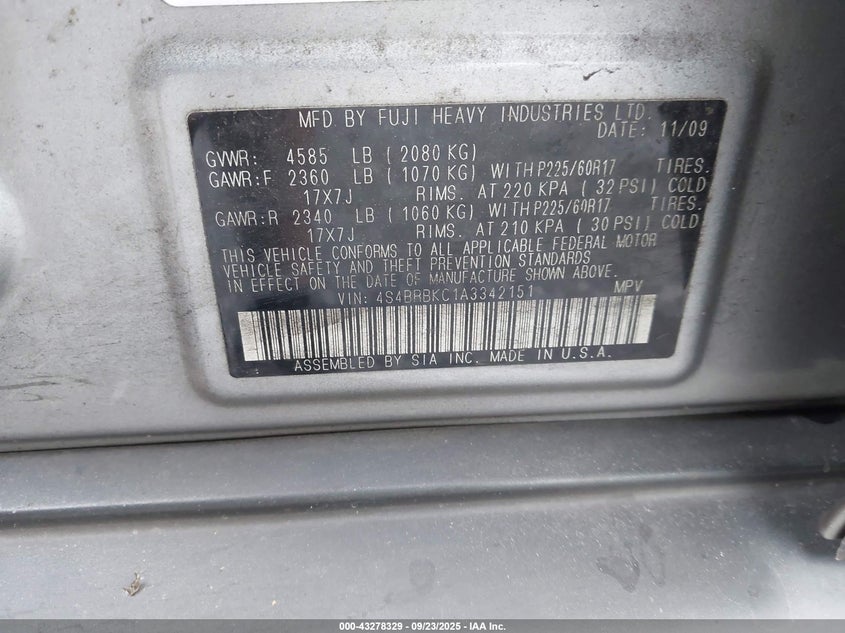 MFD BY FUJI HEAVY INDUSTRIES LTD.
DATE: 11/09
GVWR: 4585 LB ( 2080 KG)
GAWR:F 2360 LB ( 1070 KG) WITH P225/60R17 TIRES.
17X7J RIMS. AT 220 KPA ( 32 PSI) COLD
GAWR:R 2340 LB ( 1060 KG) WITH P225/60R17 TIRES.
17X7J RIMS. AT 210 KPA ( 30 PSI) COLD
THIS VEHICLE CONFORMS TO ALL APPLICABLE FEDERAL MOTOR
VEHICLE SAFETY AND THEFT PREVENTION STANDARDS
IN EFFECT ON THE DATE OF MANUFACTURE SHOWN ABOVE.
VIN: 4S4BRBKC1A3342151 MPV
ASSEMBLED BY SIA INC. MADE IN U.S.A.
000-43278329 - 09/23/2025 - IAA Inc.